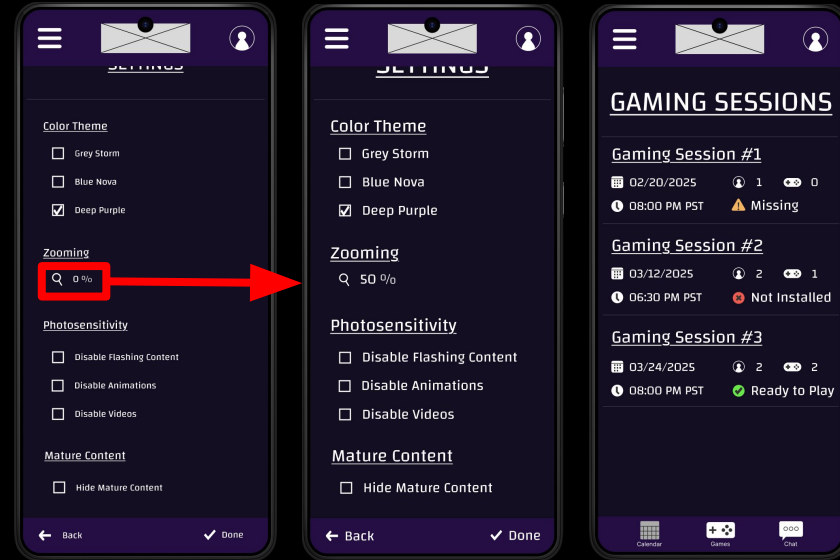 SETTINGS
Color Theme
Grey Storm
Blue Nova
Deep Purple
Zooming
0 %
Photosensitivity
Disable Flashing Content
Disable Animations
Disable Videos
Mature Content
Hide Mature Content
Back
Done
SETTINGS
Color Theme
Grey Storm
Blue Nova
Deep Purple
Zooming
50 %
Photosensitivity
Disable Flashing Content
Disable Animations
Disable Videos
Mature Content
Hide Mature Content
Back
Done
GAMING SESSIONS
Gaming Session #1
02/20/2025 1 0
08:00 PM PST Missing
Gaming Session #2
03/12/2025 2 1
06:30 PM PST Not Installed
Gaming Session #3
03/24/2025 2 2
08:00 PM PST Ready to Play
Calendar Games Chat